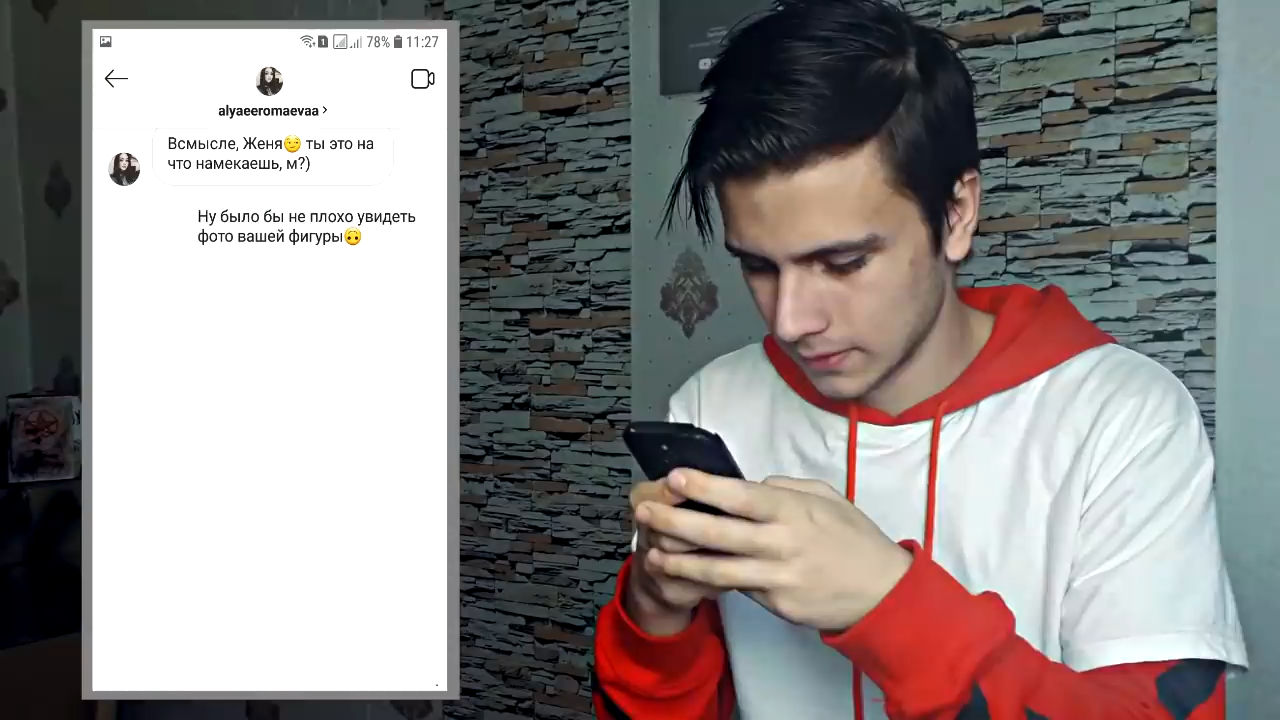 78% 11:27
alyaeeromaevaa
Всмысле, Женя😏 ты это на
что намекаешь, м?)
Ну было бы не плохо увидеть
фото вашей фигуры🙃